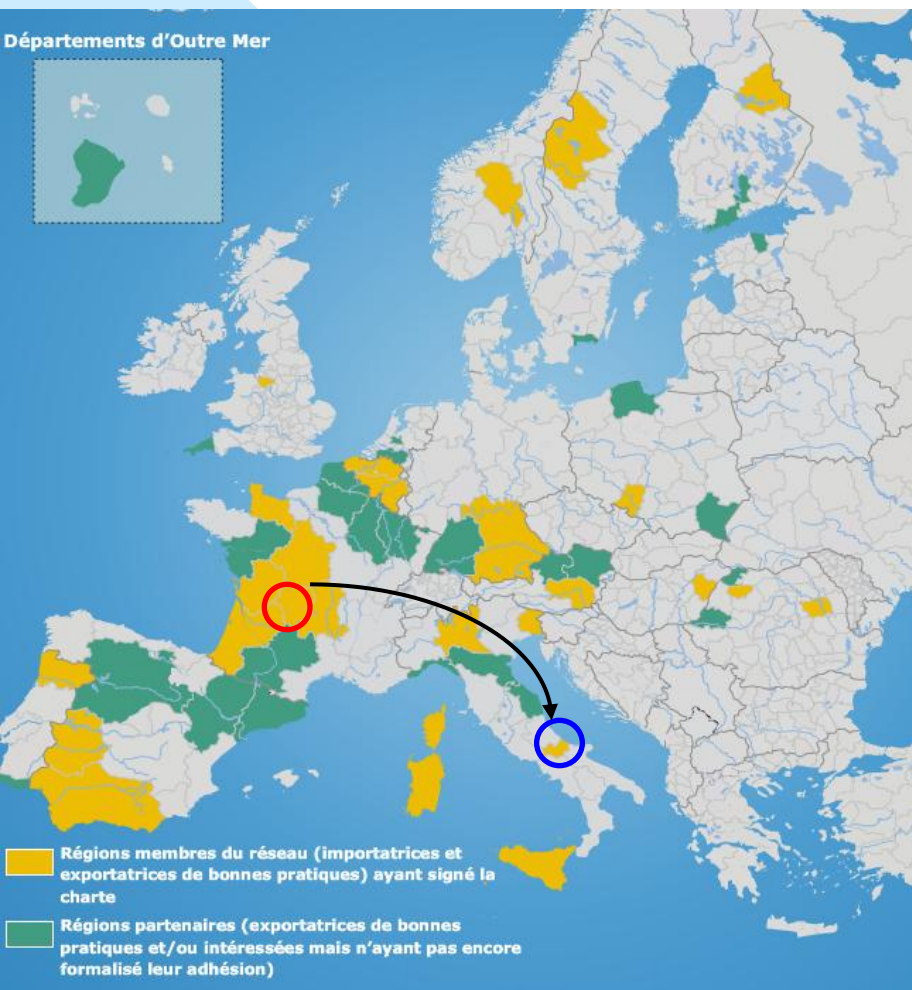 Départements d’Outre Mer
Régions membres du réseau (importatrices et
exportatrices de bonnes pratiques) ayant signé la
charte
Régions partenaires (exportatrices de bonnes
pratiques et/ou intéressées mais n’ayant pas encore
formalisé leur adhésion)